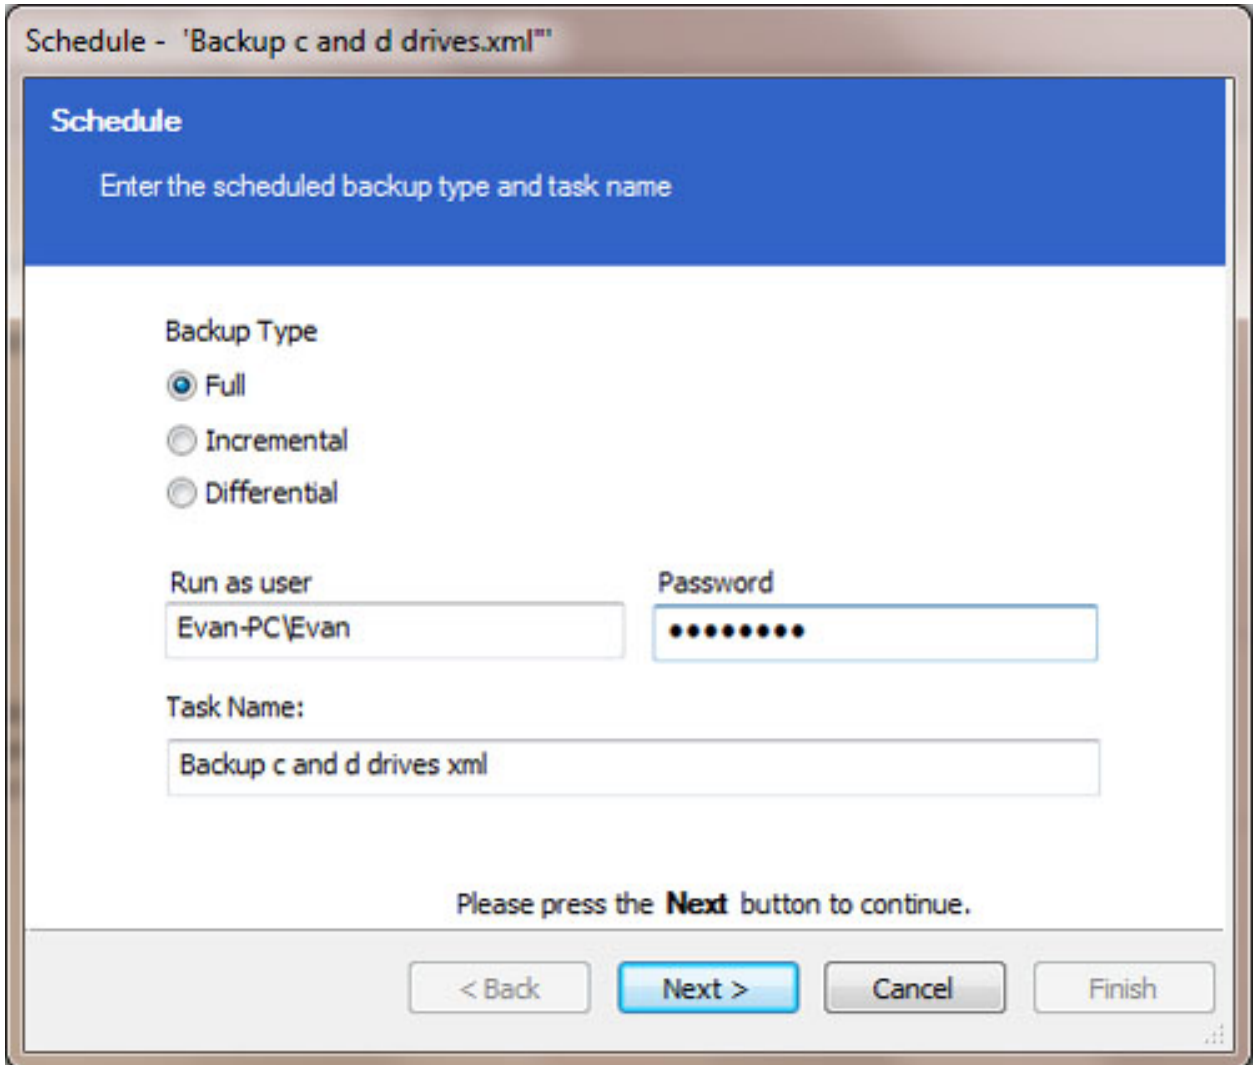 Schedule - 'Backup c and d drives.xml"'
Schedule
Enter the scheduled backup type and task name
Backup Type
Full
Incremental
Differential
Run as user Password
Evan-PC\Evan ••••••••
Task Name:
Backup c and d drives xml
Please press the Next button to continue.
< Back Next > Cancel Finish